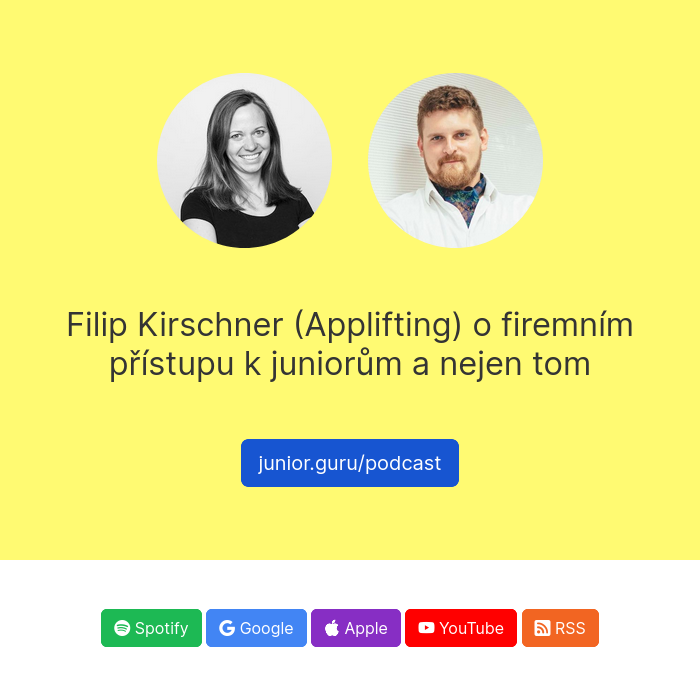 Filip Kirschner (Applifting) o firemním
přístupu k juniorům a nejen tom
junior.guru/podcast
Spotify Google Apple YouTube RSS